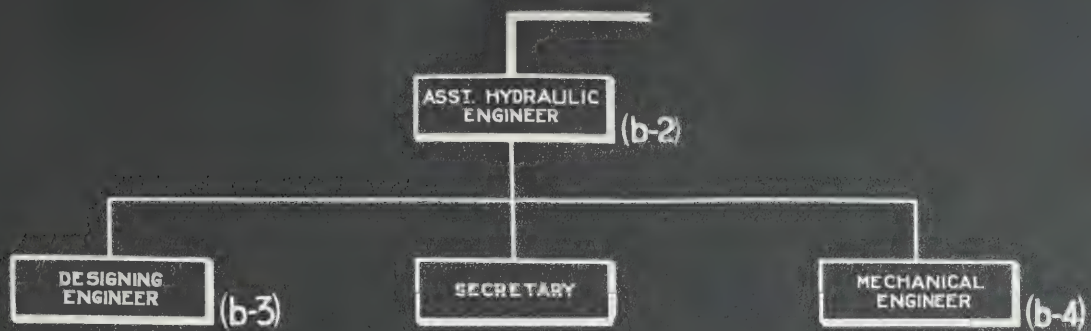 ASST. HYDRAULIC
ENGINEER
(b-2)
DESIGNING
ENGINEER
(b-3)
SECRETARY
MECHANICAL
ENGINEER
(b-4)